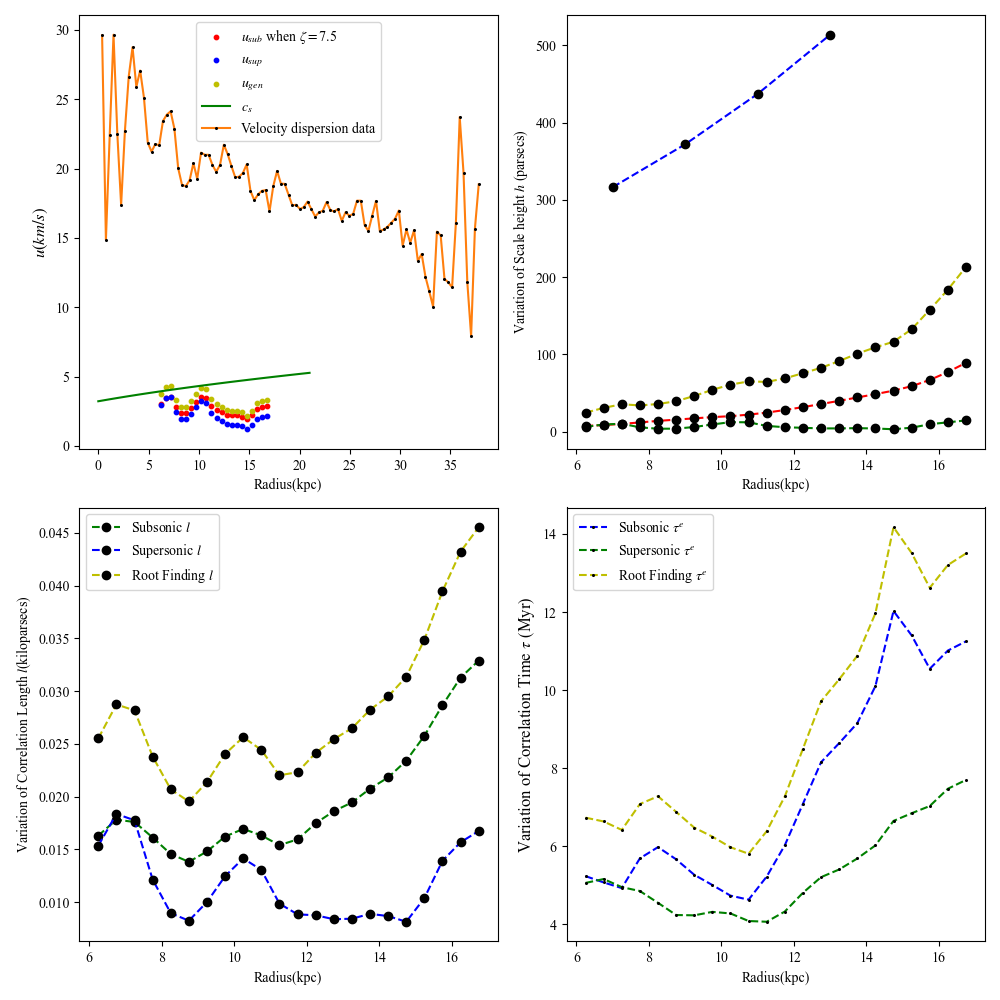 30
25
20
15
10
5
0
u(km/s)
u_sub when ζ = 7.5
u_sup
u_gen
c_s
Velocity dispersion data
0 5 10 15 20 25 30 35
Radius(kpc)
500
400
300
200
100
0
Variation of Scale height h (parsecs)
6 8 10 12 14 16
Radius(kpc)
0.045
0.040
0.035
0.030
0.025
0.020
0.015
0.010
Variation of Correlation Length l(kiloparsecs)
Subsonic l
Supersonic l
Root Finding l
6 8 10 12 14 16
Radius(kpc)
14
12
10
8
6
4
Variation of Correlation Time τ (Myr)
Subsonic τ^e
Supersonic τ^e
Root Finding τ^e
6 8 10 12 14 16
Radius(kpc)